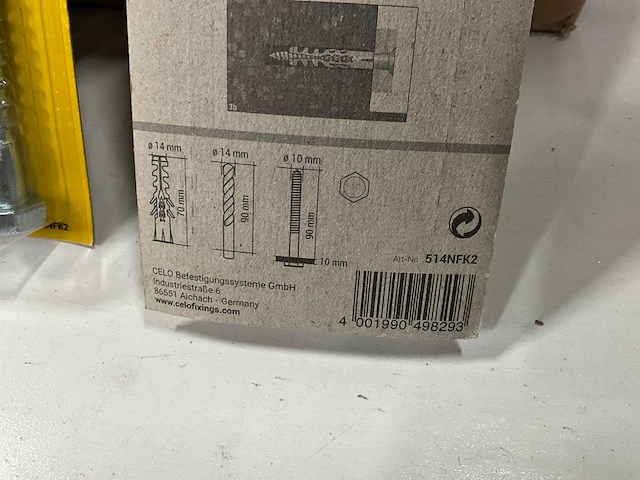 3b
ø 14 mm
70 mm
ø 14 mm
90 mm
ø 10 mm
90 mm
10 mm
Art-No 514NFK2
CELO Befestigungssysteme GmbH
Industriestraße 6
86551 Aichach · Germany
www.celofixings.com
4 001990 498293
NFK2